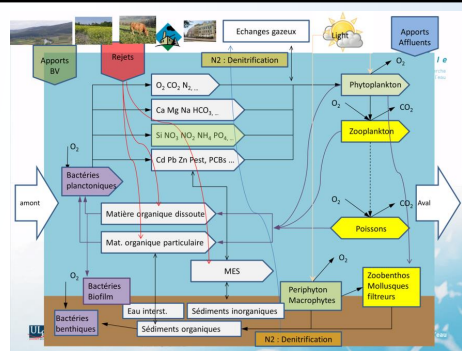 Echanges gazeux
Light
Apports
BV
Rejets
N2 : Denitrification
Apports
Affluents
O₂
O₂ CO₂ N₂, ..
Phytoplankton
Ca Mg Na HCO₃, ..
O₂
CO₂
Si NO₃ NO₂ NH₄ PO₄, ..
Zooplankton
O₂
Cd Pb Zn Pest, PCBs ...
Bactéries
planctoniques
O₂
CO₂
amont
Aval
Matière organique dissoute
Poissons
Mat. organique particulaire
O₂
MES
O₂
Bactéries
Biofilm
Periphyton
Macrophytes
Zoobenthos
Mollusques
filtreurs
Eau interst.
Sédiments inorganiques
Bactéries
benthiques
Sédiments organiques
N2 : Denitrification